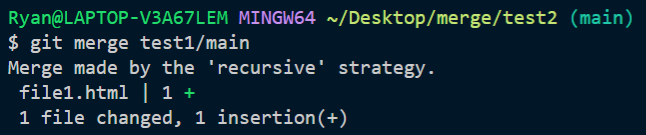 Ryan@LAPTOP-V3A67LEM MINGW64 ~/Desktop/merge/test2 (main)
$ git merge test1/main
Merge made by the 'recursive' strategy.
 file1.html | 1 +
 1 file changed, 1 insertion(+)